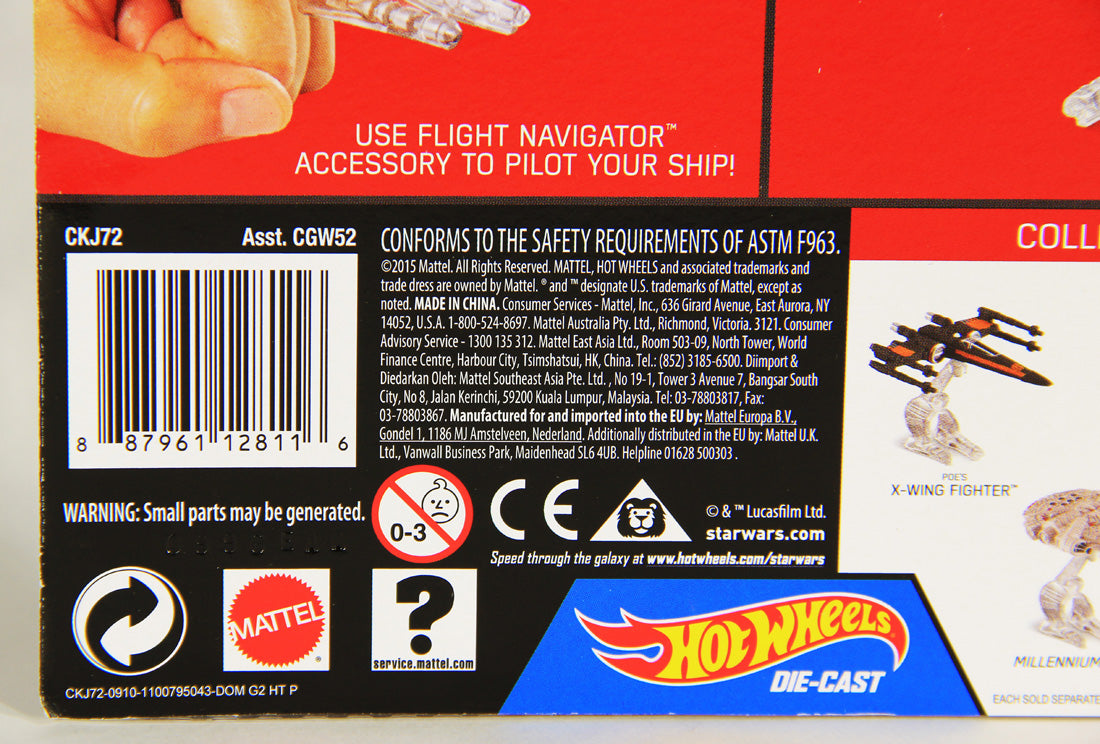 USE FLIGHT NAVIGATOR™
ACCESSORY TO PILOT YOUR SHIP!
CKJ72 Asst. CGW52
8 87961 12811 6
CONFORMS TO THE SAFETY REQUIREMENTS OF ASTM F963.
©2015 Mattel. All Rights Reserved. MATTEL, HOT WHEELS and associated trademarks and
trade dress are owned by Mattel. ® and ™ designate U.S. trademarks of Mattel, except as
noted. MADE IN CHINA. Consumer Services - Mattel, Inc., 636 Girard Avenue, East Aurora, NY
14052, U.S.A. 1-800-524-8697. Mattel Australia Pty. Ltd., Richmond, Victoria. 3121. Consumer
Advisory Service - 1300 135 312. Mattel East Asia Ltd., Room 503-09, North Tower, World
Finance Centre, Harbour City, Tsimshatsui, HK, China. Tel.: (852) 3185-6500. Diimport &
Diedarkan Oleh: Mattel Southeast Asia Pte. Ltd. , No 19-1, Tower 3 Avenue 7, Bangsar South
City, No 8, Jalan Kerinchi, 59200 Kuala Lumpur, Malaysia. Tel: 03-78803817, Fax:
03-78803867. Manufactured for and imported into the EU by: Mattel Europa B.V.,
Gondel 1, 1186 MJ Amstelveen, Nederland. Additionally distributed in the EU by: Mattel U.K.
Ltd., Vanwall Business Park, Maidenhead SL6 4UB. Helpline 01628 500303 .
WARNING: Small parts may be generated.
0-3
CE
© & ™ Lucasfilm Ltd.
starwars.com
Speed through the galaxy at www.hotwheels.com/starwars
MATTEL
®
?
service.mattel.com
CKJ72-0910-1100795043-DOM G2 HT P
HOT WHEELS
DIE-CAST
COLL
POE'S
X-WING FIGHTER™
MILLENNIUM
EACH SOLD SEPARATE